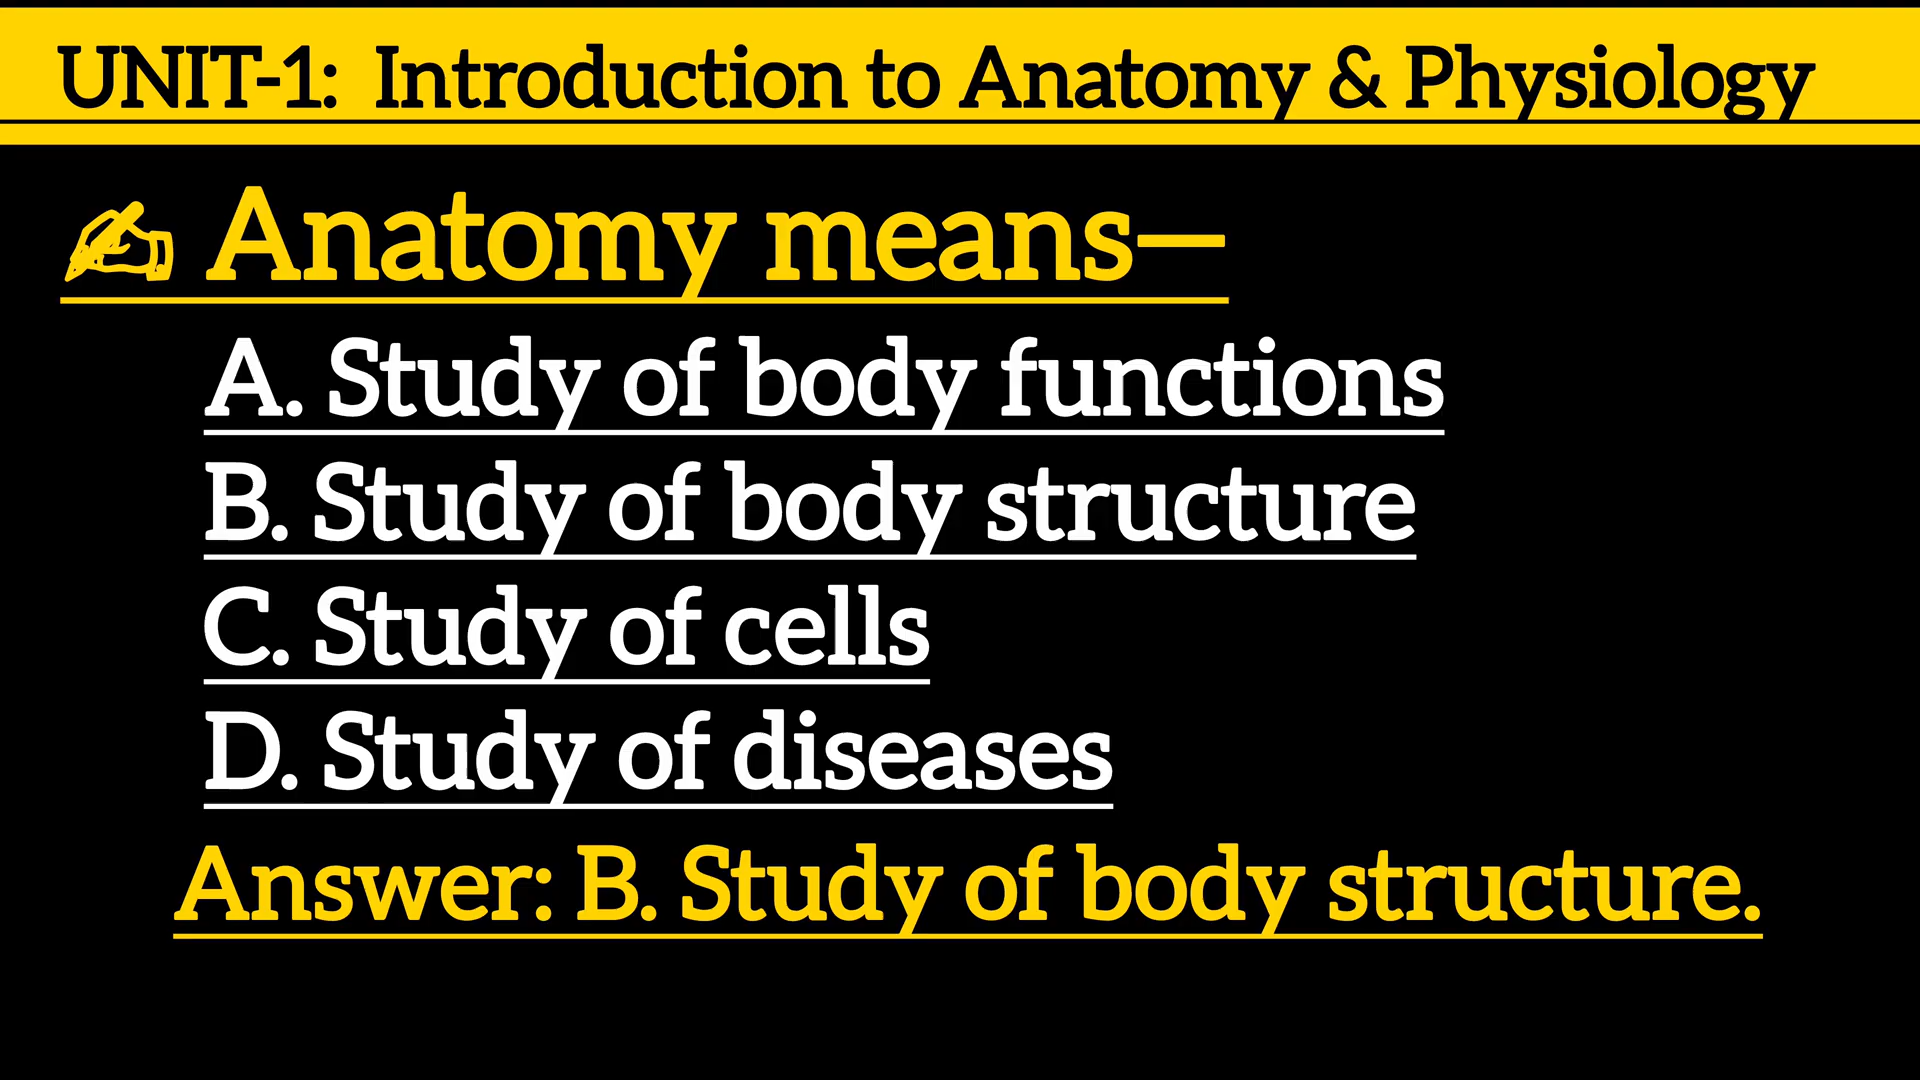 UNIT-1: Introduction to Anatomy & Physiology
✍ Anatomy means—
A. Study of body functions
B. Study of body structure
C. Study of cells
D. Study of diseases
Answer: B. Study of body structure.